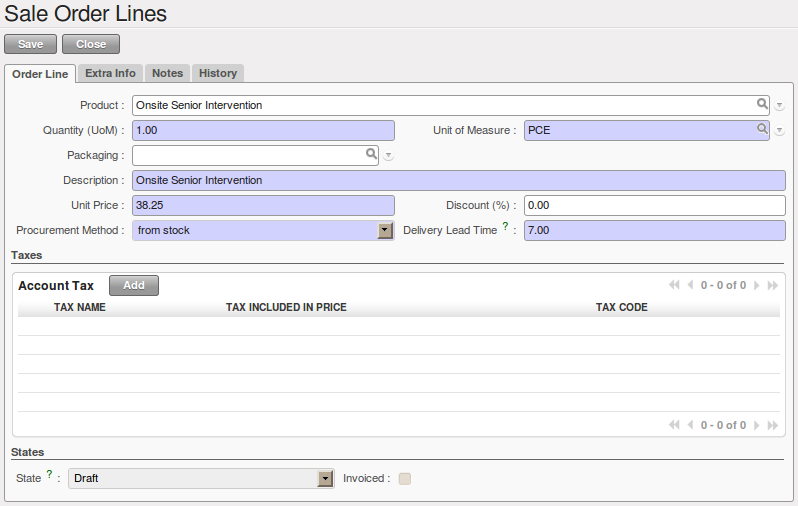 Sale Order Lines
Save Close
Order Line Extra Info Notes History
Product : Onsite Senior Intervention
Quantity (UoM) : 1.00 Unit of Measure : PCE
Packaging :
Description : Onsite Senior Intervention
Unit Price : 38.25 Discount (%) : 0.00
Procurement Method : from stock Delivery Lead Time ? : 7.00
Taxes
Account Tax Add 0 - 0 of 0
TAX NAME TAX INCLUDED IN PRICE TAX CODE
0 - 0 of 0
States
State ? : Draft Invoiced :